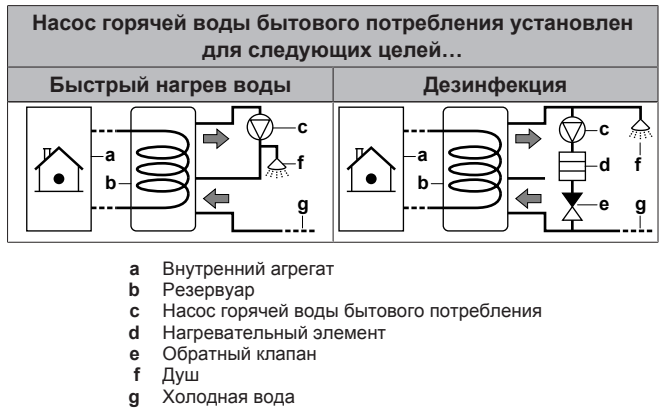 Насос горячей воды бытового потребления установлен
для следующих целей…
Быстрый нагрев воды
Дезинфекция
a
b
c
f
g
a
b
c
d
e
f
g
a Внутренний агрегат
b Резервуар
c Насос горячей воды бытового потребления
d Нагревательный элемент
e Обратный клапан
f Душ
g Холодная вода